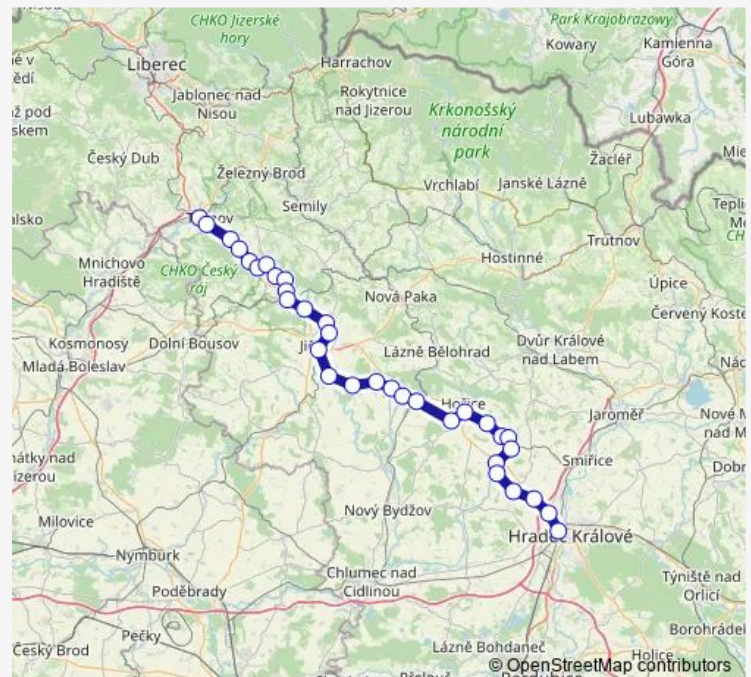 CHKO Jizerské
hory
Park Krajobrazowy
Kowary
Kamienna
Góra
Liberec
Harrachov
Jablonec nad
Nisou
Rokytnice
nad Jizerou
Krkonošský
národní
park
Lubawka
Český Dub
Žacléř
Železný Brod
Vrchlabí
Janské Lázně
Semily
Trutnov
Mnichovo
Hradiště
CHKO Český
ráj
Hostinné
Úpice
Nová Paka
Červený Koste
Kosmonosy
Dolní Bousov
Mladá Boleslav
Lázně Bělohrad
Dvůr Králové
nad Labem
Hořice
Jaroměř
Smiřice
Milovice
Nový Bydžov
Hradec Králové
Nymburk
Chlumec nad
Cidlinou
Týniště nad
Orlicí
Poděbrady
Pečky
Borohrádek
Český Brod
Lázně Bohdaneč
Holice
© OpenStreetMap contributors